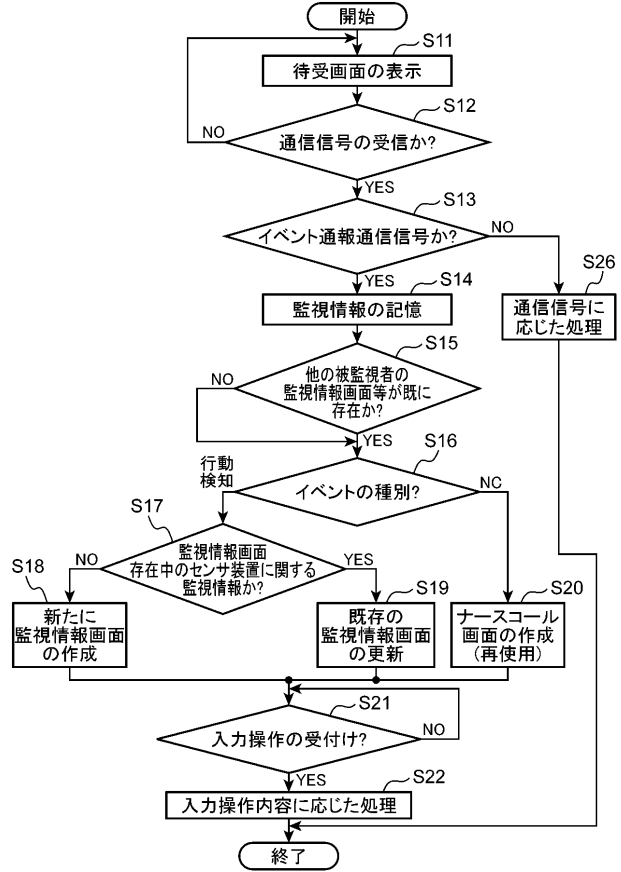 開始
S11
待受画面の表示
S12
通信信号の受信か?
NO
YES
S13
イベント通報通信信号か?
NO
YES
S14
監視情報の記憶
S26
通信信号に
応じた処理
S15
他の被監視者の
監視情報画面等が既に
存在か?
NO
YES
S16
イベントの種別?
行動
検知
NC
S17
監視情報画面
存在中のセンサ装置に関する
監視情報か?
NO
YES
S18
新たに
監視情報画面
の作成
S19
既存の
監視情報画面
の更新
S20
ナースコール
画面の作成
(再使用)
S21
入力操作の受付け?
NO
YES
S22
入力操作内容に応じた処理
終了